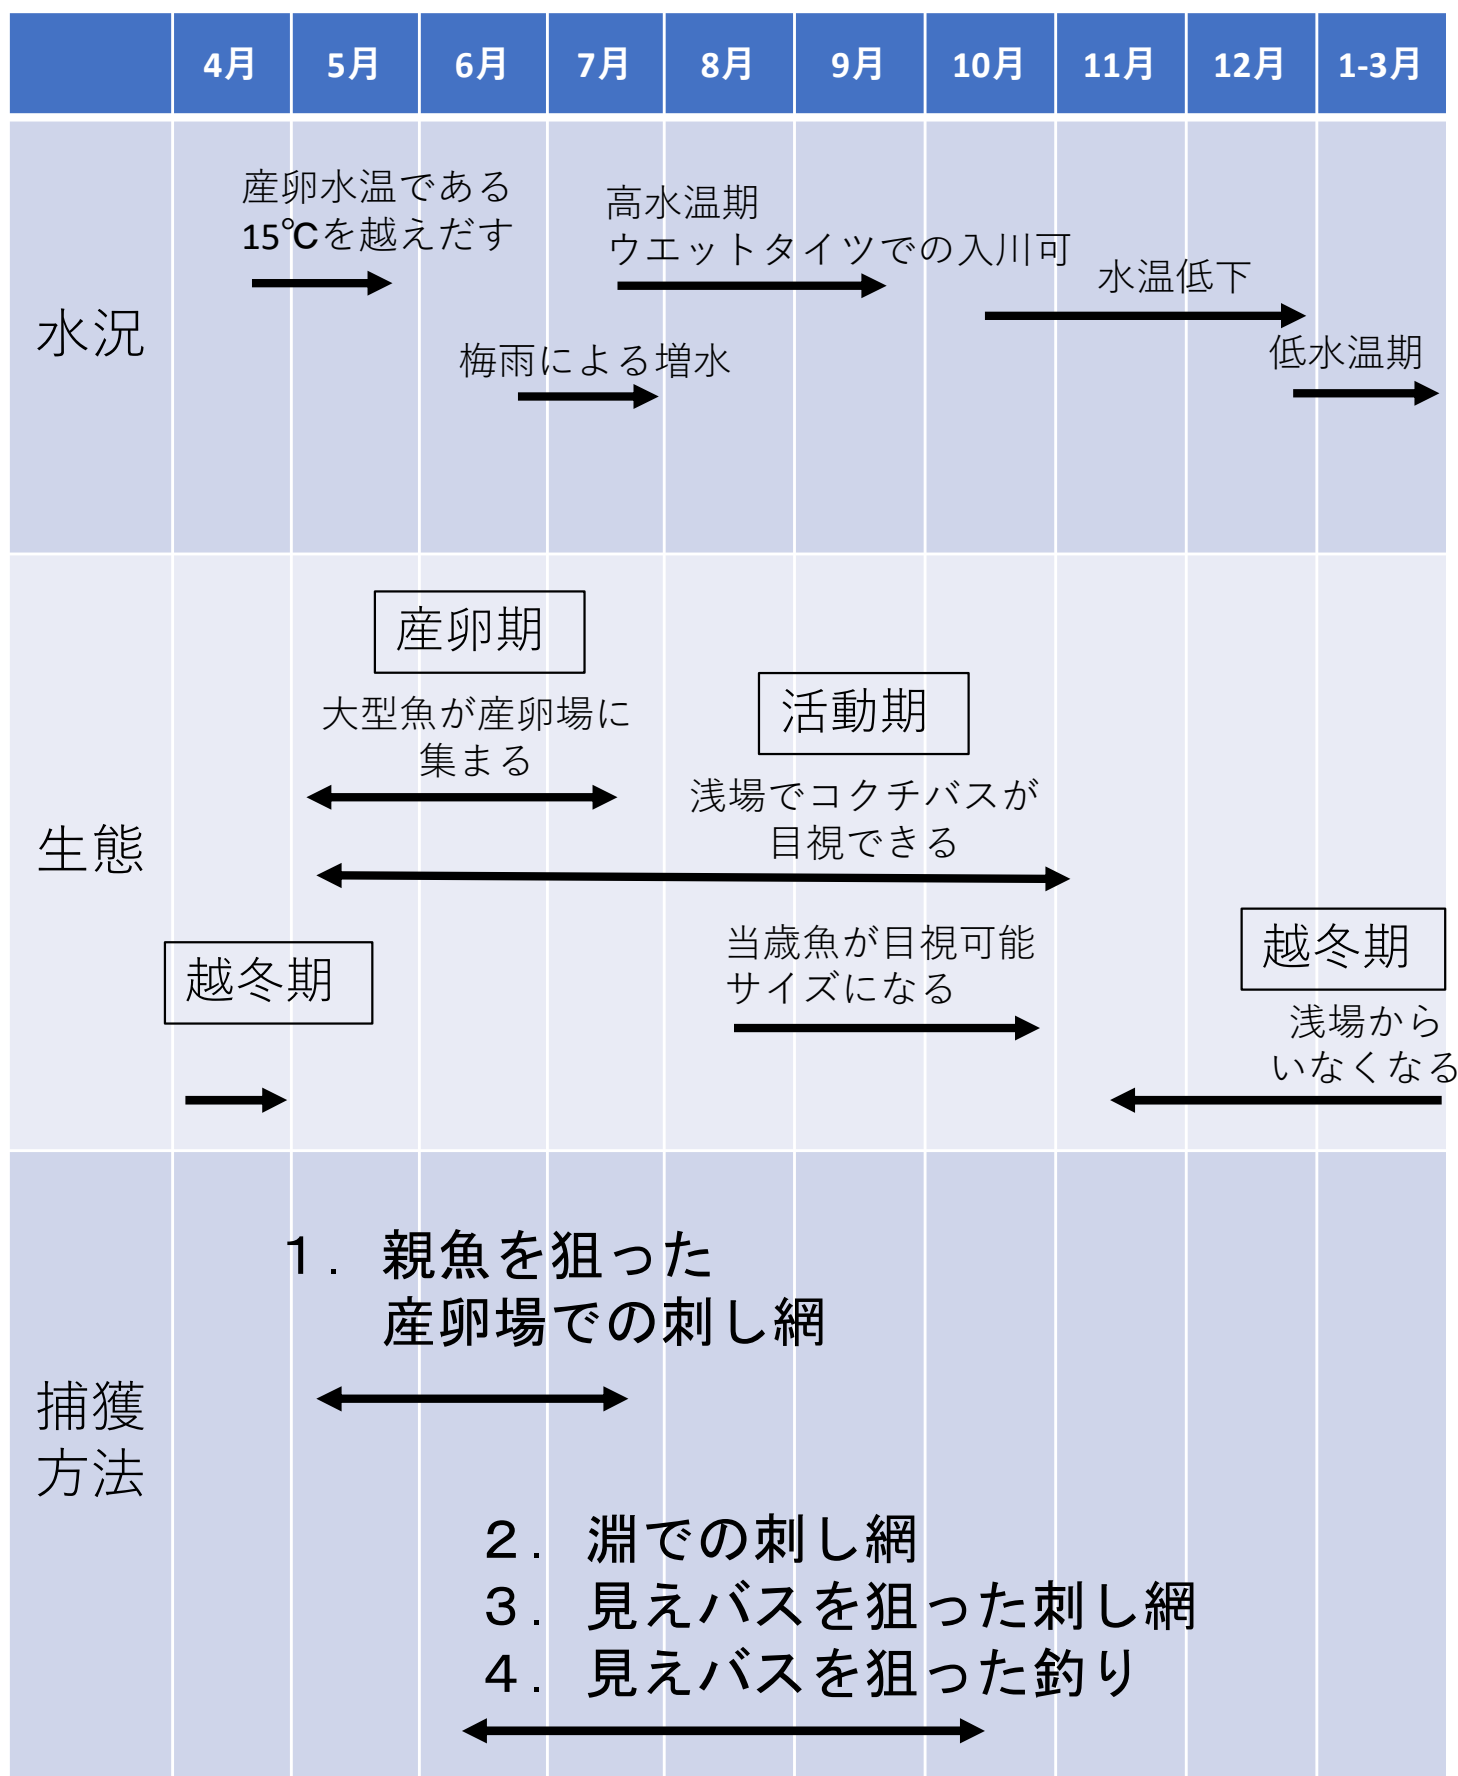 4月 5月 6月 7月 8月 9月 10月 11月 12月 1-3月
水況
産卵水温である
15℃を越えだす
高水温期
ウエットタイツでの入川可
水温低下
梅雨による増水
低水温期
生態
産卵期
大型魚が産卵場に
集まる
活動期
浅場でコクチバスが
目視できる
越冬期
当歳魚が目視可能
サイズになる
越冬期
浅場から
いなくなる
捕獲
方法
１．親魚を狙った
産卵場での刺し網
２．淵での刺し網
３．見えバスを狙った刺し網
４．見えバスを狙った釣り